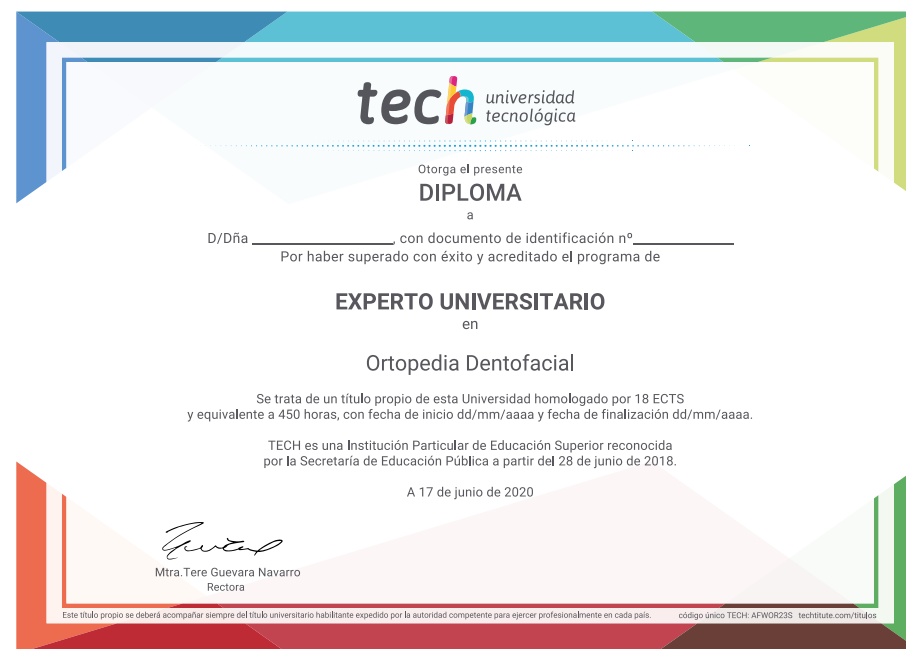 tech universidad
tecnológica
Otorga el presente
DIPLOMA
a
D/Dña ____________________, con documento de identificación nº______________
Por haber superado con éxito y acreditado el programa de
EXPERTO UNIVERSITARIO
en
Ortopedia Dentofacial
Se trata de un título propio de esta Universidad homologado por 18 ECTS
y equivalente a 450 horas, con fecha de inicio dd/mm/aaaa y fecha de finalización dd/mm/aaaa.
TECH es una Institución Particular de Educación Superior reconocida
por la Secretaría de Educación Pública a partir del 28 de junio de 2018.
A 17 de junio de 2020
Mtra.Tere Guevara Navarro
Rectora
Este título propio se deberá acompañar siempre del título universitario habilitante expedido por la autoridad competente para ejercer profesionalmente en cada país. código único TECH: AFWOR23S techtitute.com/titulos